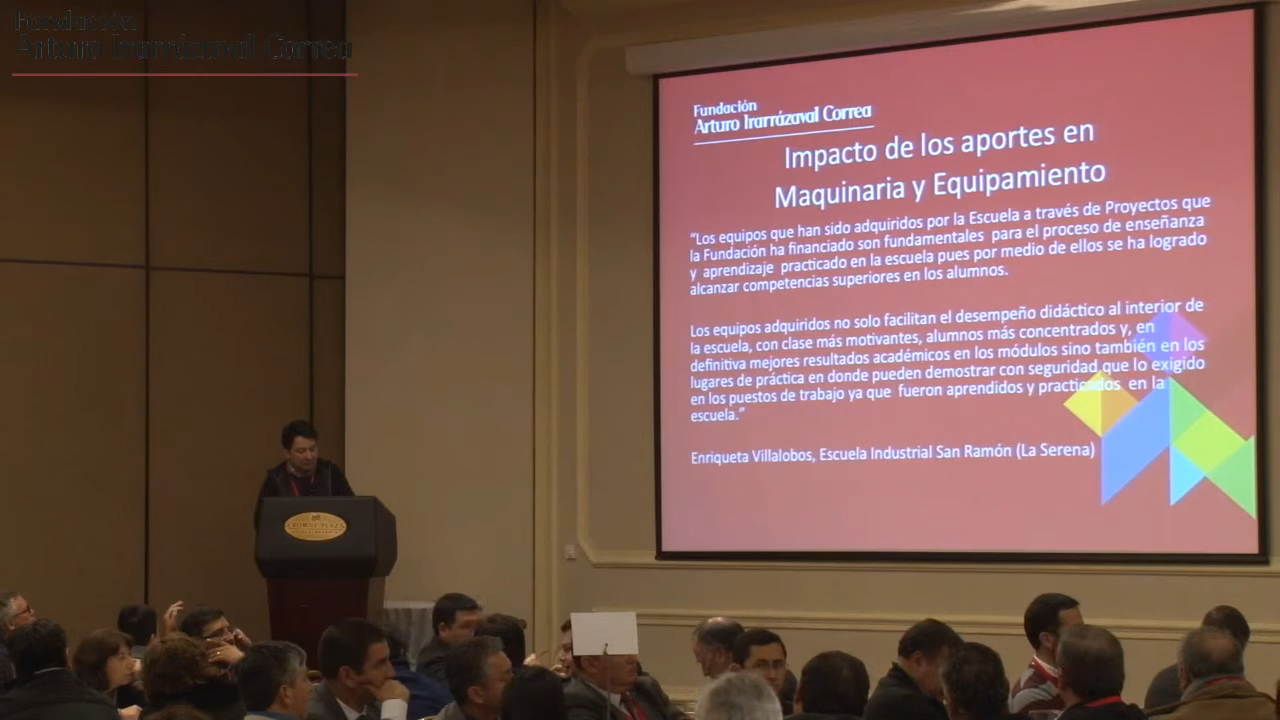 Fundación
Arturo Irarrázaval Correa
Fundación
Arturo Irarrázaval Correa
Impacto de los aportes en
Maquinaria y Equipamiento
“Los equipos que han sido adquiridos por la Escuela a través de Proyectos que
la Fundación ha financiado son fundamentales para el proceso de enseñanza
y aprendizaje practicado en la escuela pues por medio de ellos se ha logrado
alcanzar competencias superiores en los alumnos.
Los equipos adquiridos no solo facilitan el desempeño didáctico al interior de
la escuela, con clase más motivantes, alumnos más concentrados y, en
definitiva mejores resultados académicos en los módulos sino también en los
lugares de práctica en donde pueden demostrar con seguridad que lo exigido
en los puestos de trabajo ya que fueron aprendidos y practicados en la
escuela.”
Enriqueta Villalobos, Escuela Industrial San Ramón (La Serena)
CROWNE PLAZA